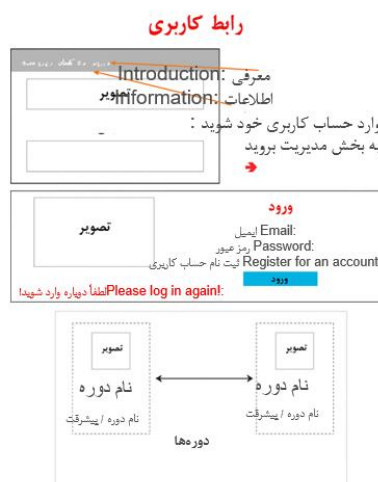 رابط کاربری
معرفی :Introduction
تصویر
اطلاعات :Information
وارد حساب کاربری خود شوید :
به بخش مدیریت بروید
ورود
تصویر
ایمیل Email:
رمز عبور Password:
ثبت نام حساب کاربری Register for an account
ورود
لطفاً دوباره وارد شوید!Please log in again!:
تصویر تصویر
نام دوره نام دوره
نام دوره / پیشرفت نام دوره / پیشرفت
دوره‌ها